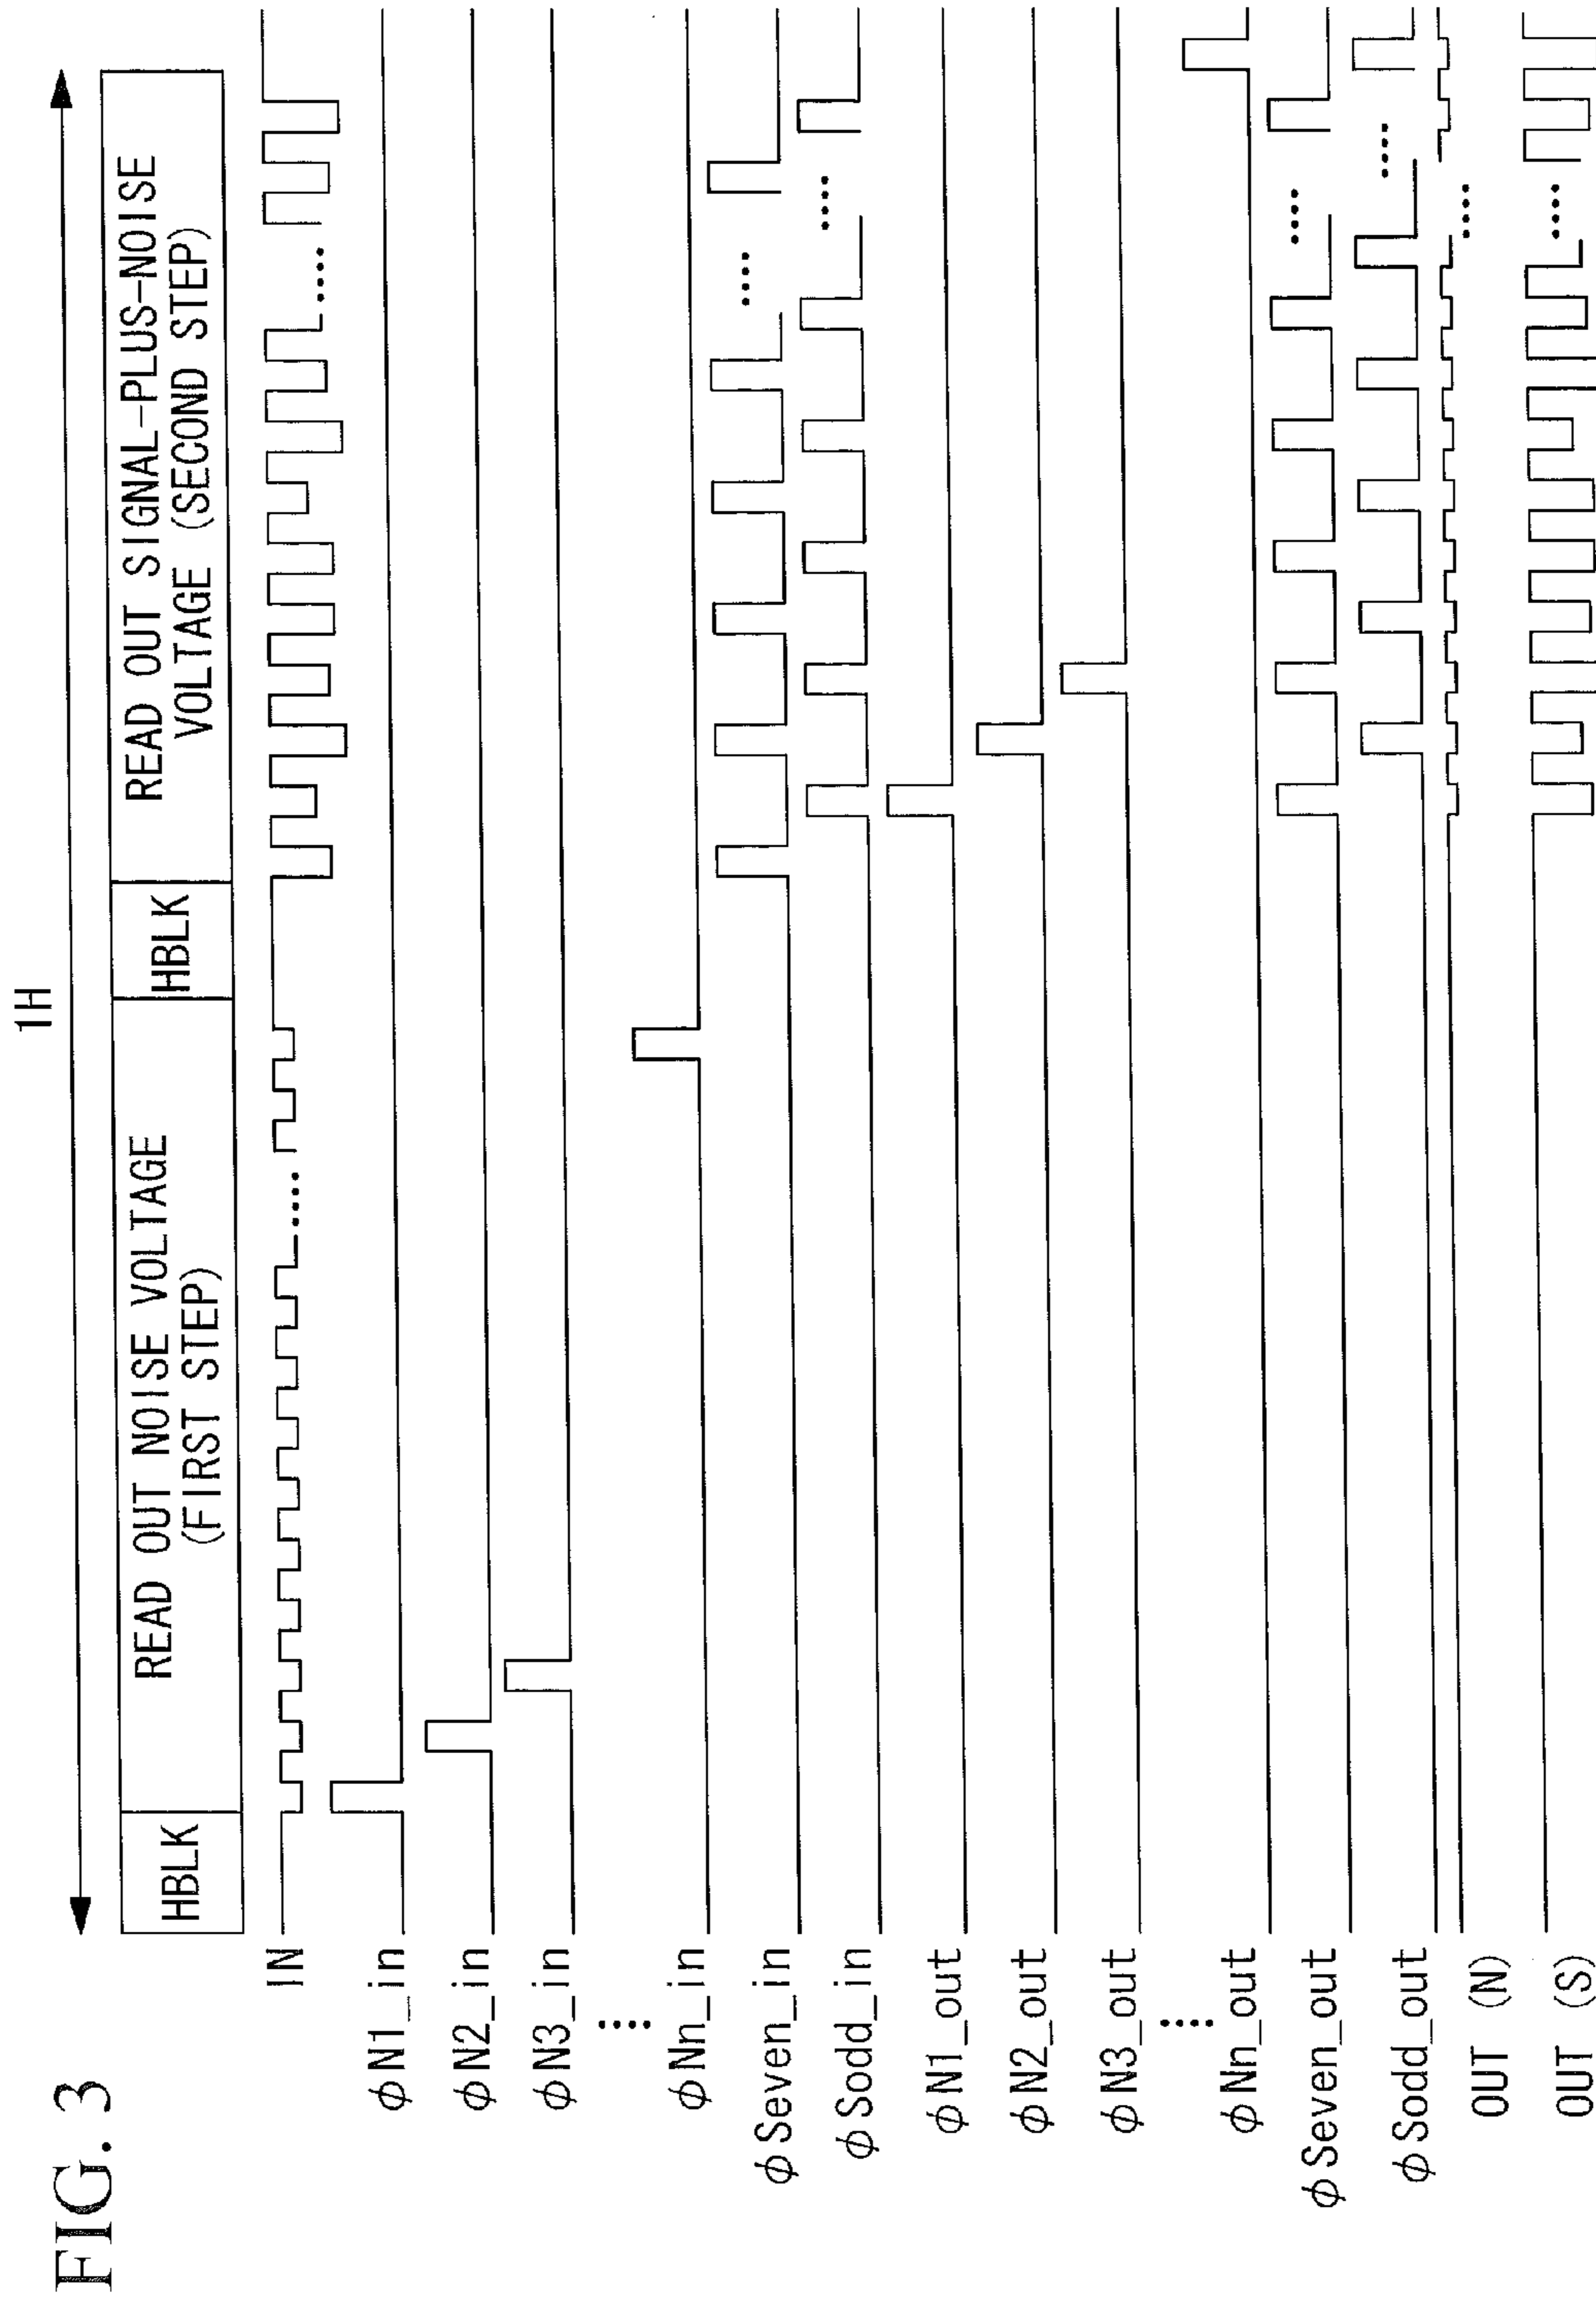 FIG. 3
1H
HBLK
READ OUT NOISE VOLTAGE
(FIRST STEP)
HBLK
READ OUT SIGNAL-PLUS-NOISE
VOLTAGE (SECOND STEP)
IN
φN1_in
φN2_in
φN3_in
φNn_in
φSeven_in
φSodd_in
φN1_out
φN2_out
φN3_out
φNn_out
φSeven_out
φSodd_out
OUT (N)
OUT (S)